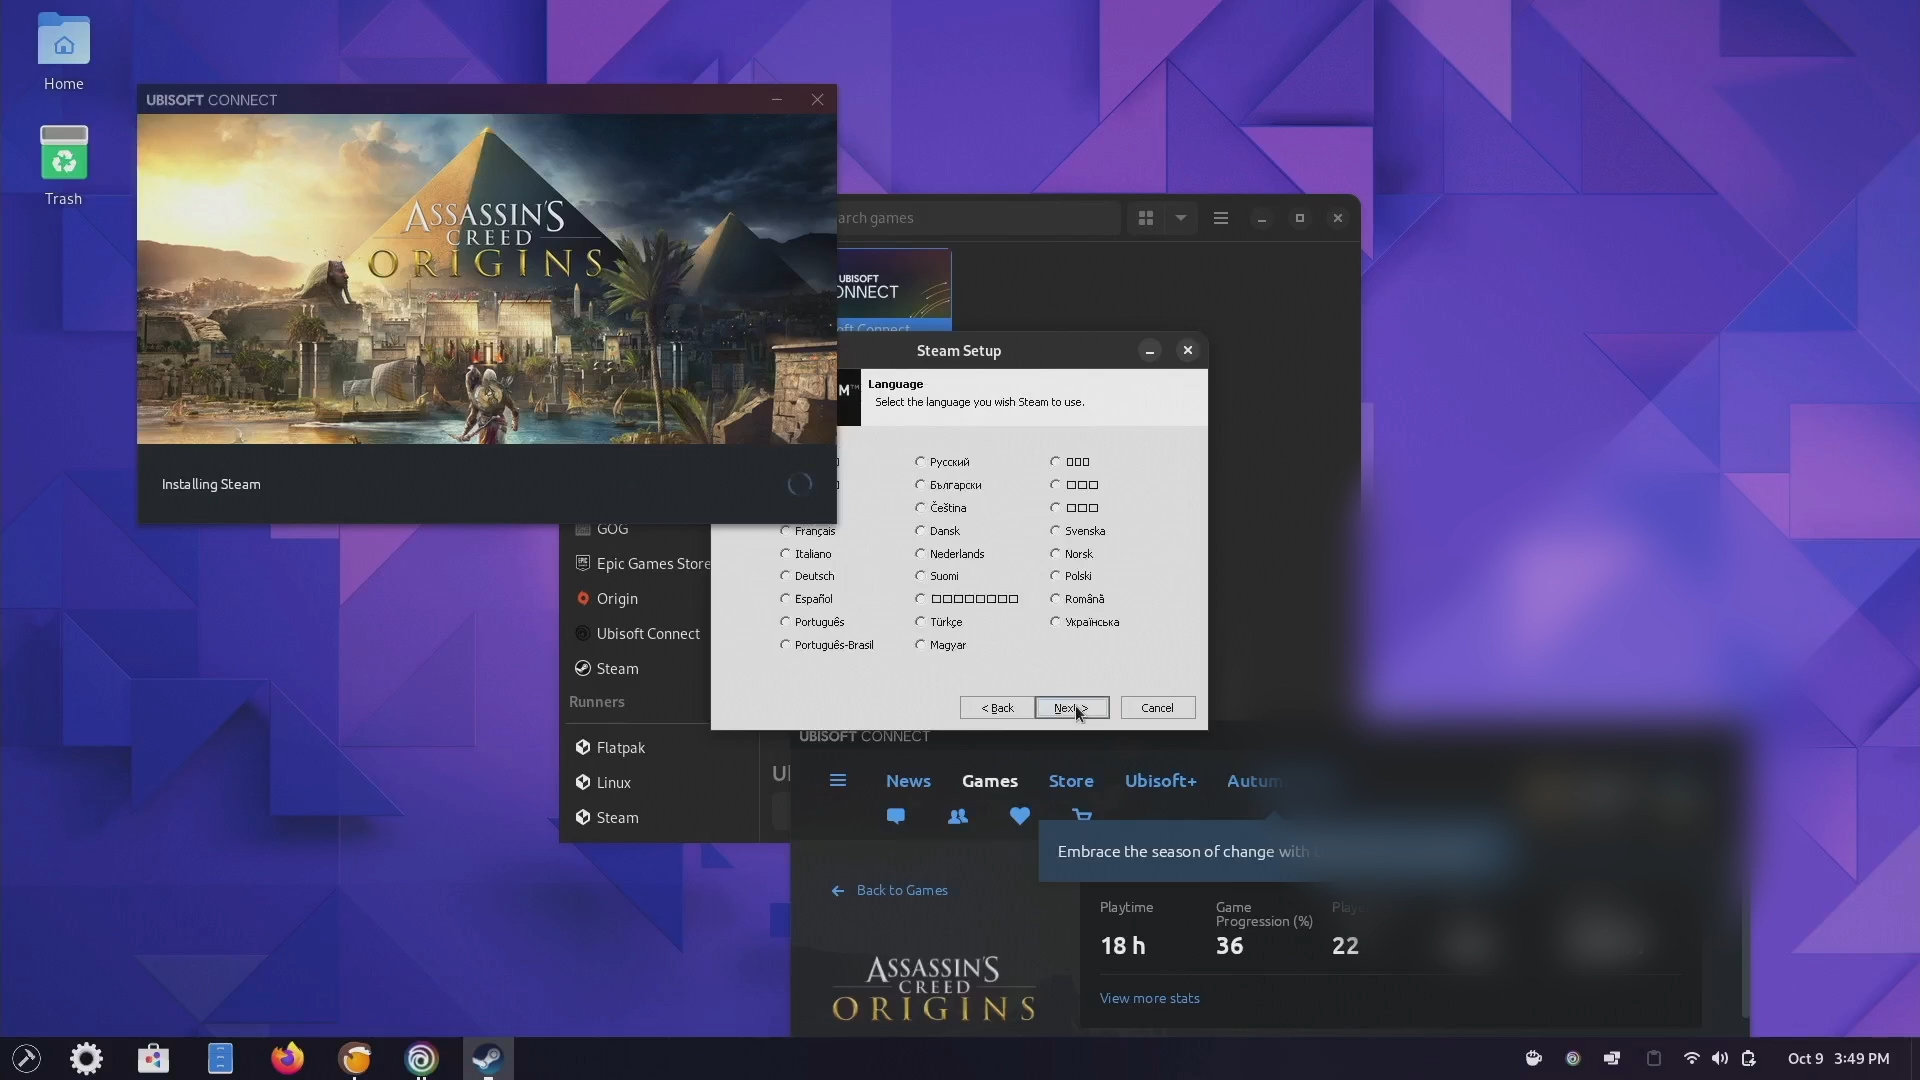 Home
Trash
UBISOFT CONNECT
ASSASSIN'S
CREED
ORIGINS
Installing Steam
arch games
UBISOFT
ONNECT
oft Connect
Steam Setup
M™
Language
Select the language you wish Steam to use.
Русский
Български
Čeština
Français
Dansk
Svenska
Italiano
Nederlands
Norsk
Deutsch
Suomi
Polski
Español
Română
Português
Türkçe
Українська
Português-Brasil
Magyar
< Back
Next >
Cancel
GOG
Epic Games Store
Origin
Ubisoft Connect
Steam
Runners
Flatpak
Linux
Steam
UBISOFT CONNECT
News
Games
Store
Ubisoft+
Autum
Embrace the season of change with
Back to Games
Playtime
Game
Progression (%)
18 h
36
22
ASSASSIN'S
CREED
ORIGINS
View more stats
Oct 9 3:49 PM